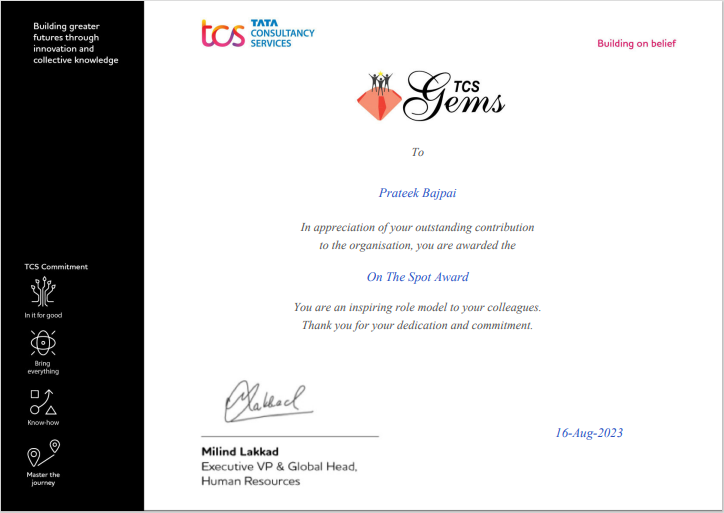 Building greater
futures through
innovation and
collective knowledge
TCS Commitment
In it for good
Bring
everything
Know-how
Master the
journey
tcs TATA
CONSULTANCY
SERVICES
Building on belief
TCS
Gems
To
Prateek Bajpai
In appreciation of your outstanding contribution
to the organisation, you are awarded the
On The Spot Award
You are an inspiring role model to your colleagues.
Thank you for your dedication and commitment.
MLakkad
16-Aug-2023
Milind Lakkad
Executive VP & Global Head,
Human Resources